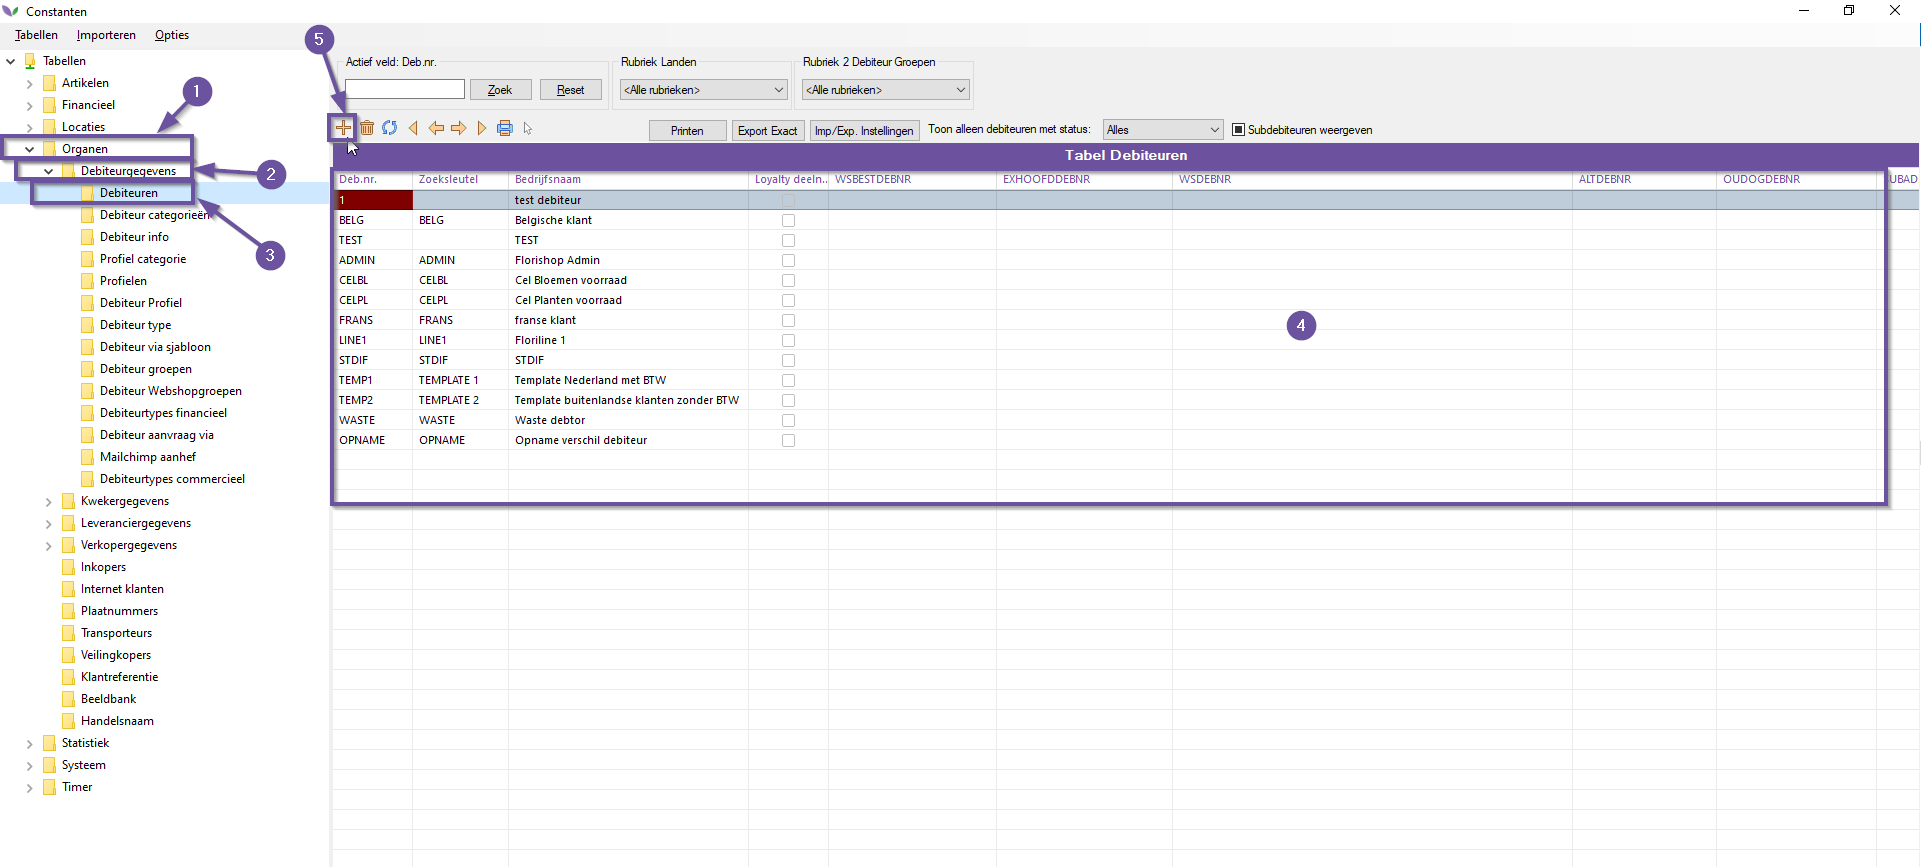 Constanten
Tabellen Importeren Opties
Tabellen
Artikelen
Financieel
Locaties
Organen
Debiteurgegevens
Debiteuren
Debiteur categorieën
Debiteur info
Profiel categorie
Profielen
Debiteur Profiel
Debiteur type
Debiteur via sjabloon
Debiteur groepen
Debiteur Webshopgroepen
Debiteurtypes financieel
Debiteur aanvraag via
Mailchimp aanhef
Debiteurtypes commercieel
Kwekergegevens
Leveranciergegevens
Verkopergegevens
Inkopers
Internet klanten
Plaatnummers
Transporteurs
Veilingkopers
Klantreferentie
Beeldbank
Handelsnaam
Statistiek
Systeem
Timer
1
2
3
5
Actief veld: Deb.nr. Rubriek Landen Rubriek 2 Debiteur Groepen
Zoek Reset <Alle rubrieken> <Alle rubrieken>
Printen Export Exact Imp/Exp. Instellingen Toon alleen debiteuren met status: Alles Subdebiteuren weergeven
Tabel Debiteuren
Deb.nr. Zoeksleutel Bedrijfsnaam Loyalty deeln.. WSBESTDEBNR EXHOOFDDEBNR WSDEBNR ALTDEBNR OUDOGDEBNR UBAD
1 test debiteur
BELG BELG Belgische klant
TEST TEST
ADMIN ADMIN Florishop Admin
CELBL CELBL Cel Bloemen voorraad
CELPL CELPL Cel Planten voorraad
FRANS FRANS franse klant
4
LINE1 LINE1 Floriline 1
STDIF STDIF STDIF
TEMP1 TEMPLATE 1 Template Nederland met BTW
TEMP2 TEMPLATE 2 Template buitenlandse klanten zonder BTW
WASTE WASTE Waste debtor
OPNAME OPNAME Opname verschil debiteur